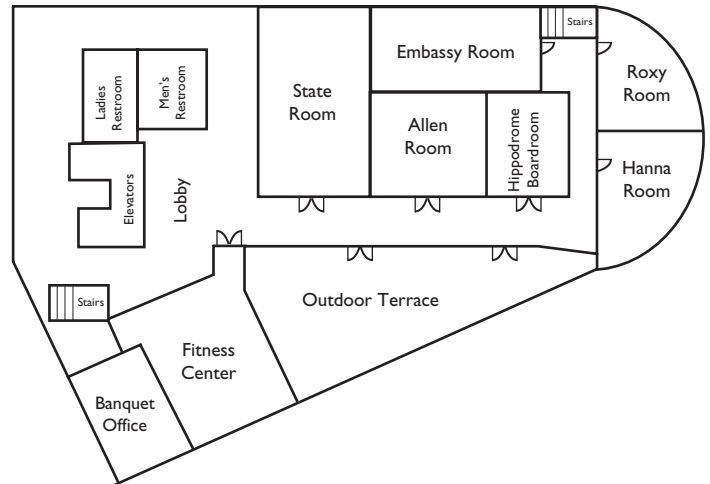 Stairs
Embassy Room
Roxy
Room
State
Room
Men's
Restroom
Ladies
Restroom
Allen
Room
Hippodrome
Boardroom
Hanna
Room
Elevators
Lobby
Outdoor Terrace
Stairs
Fitness
Center
Banquet
Office